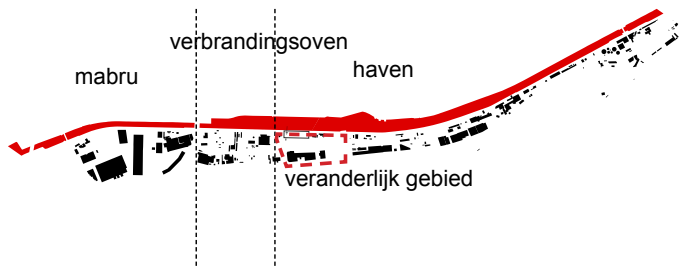 verbrandingsoven
mabru
haven
veranderlijk gebied